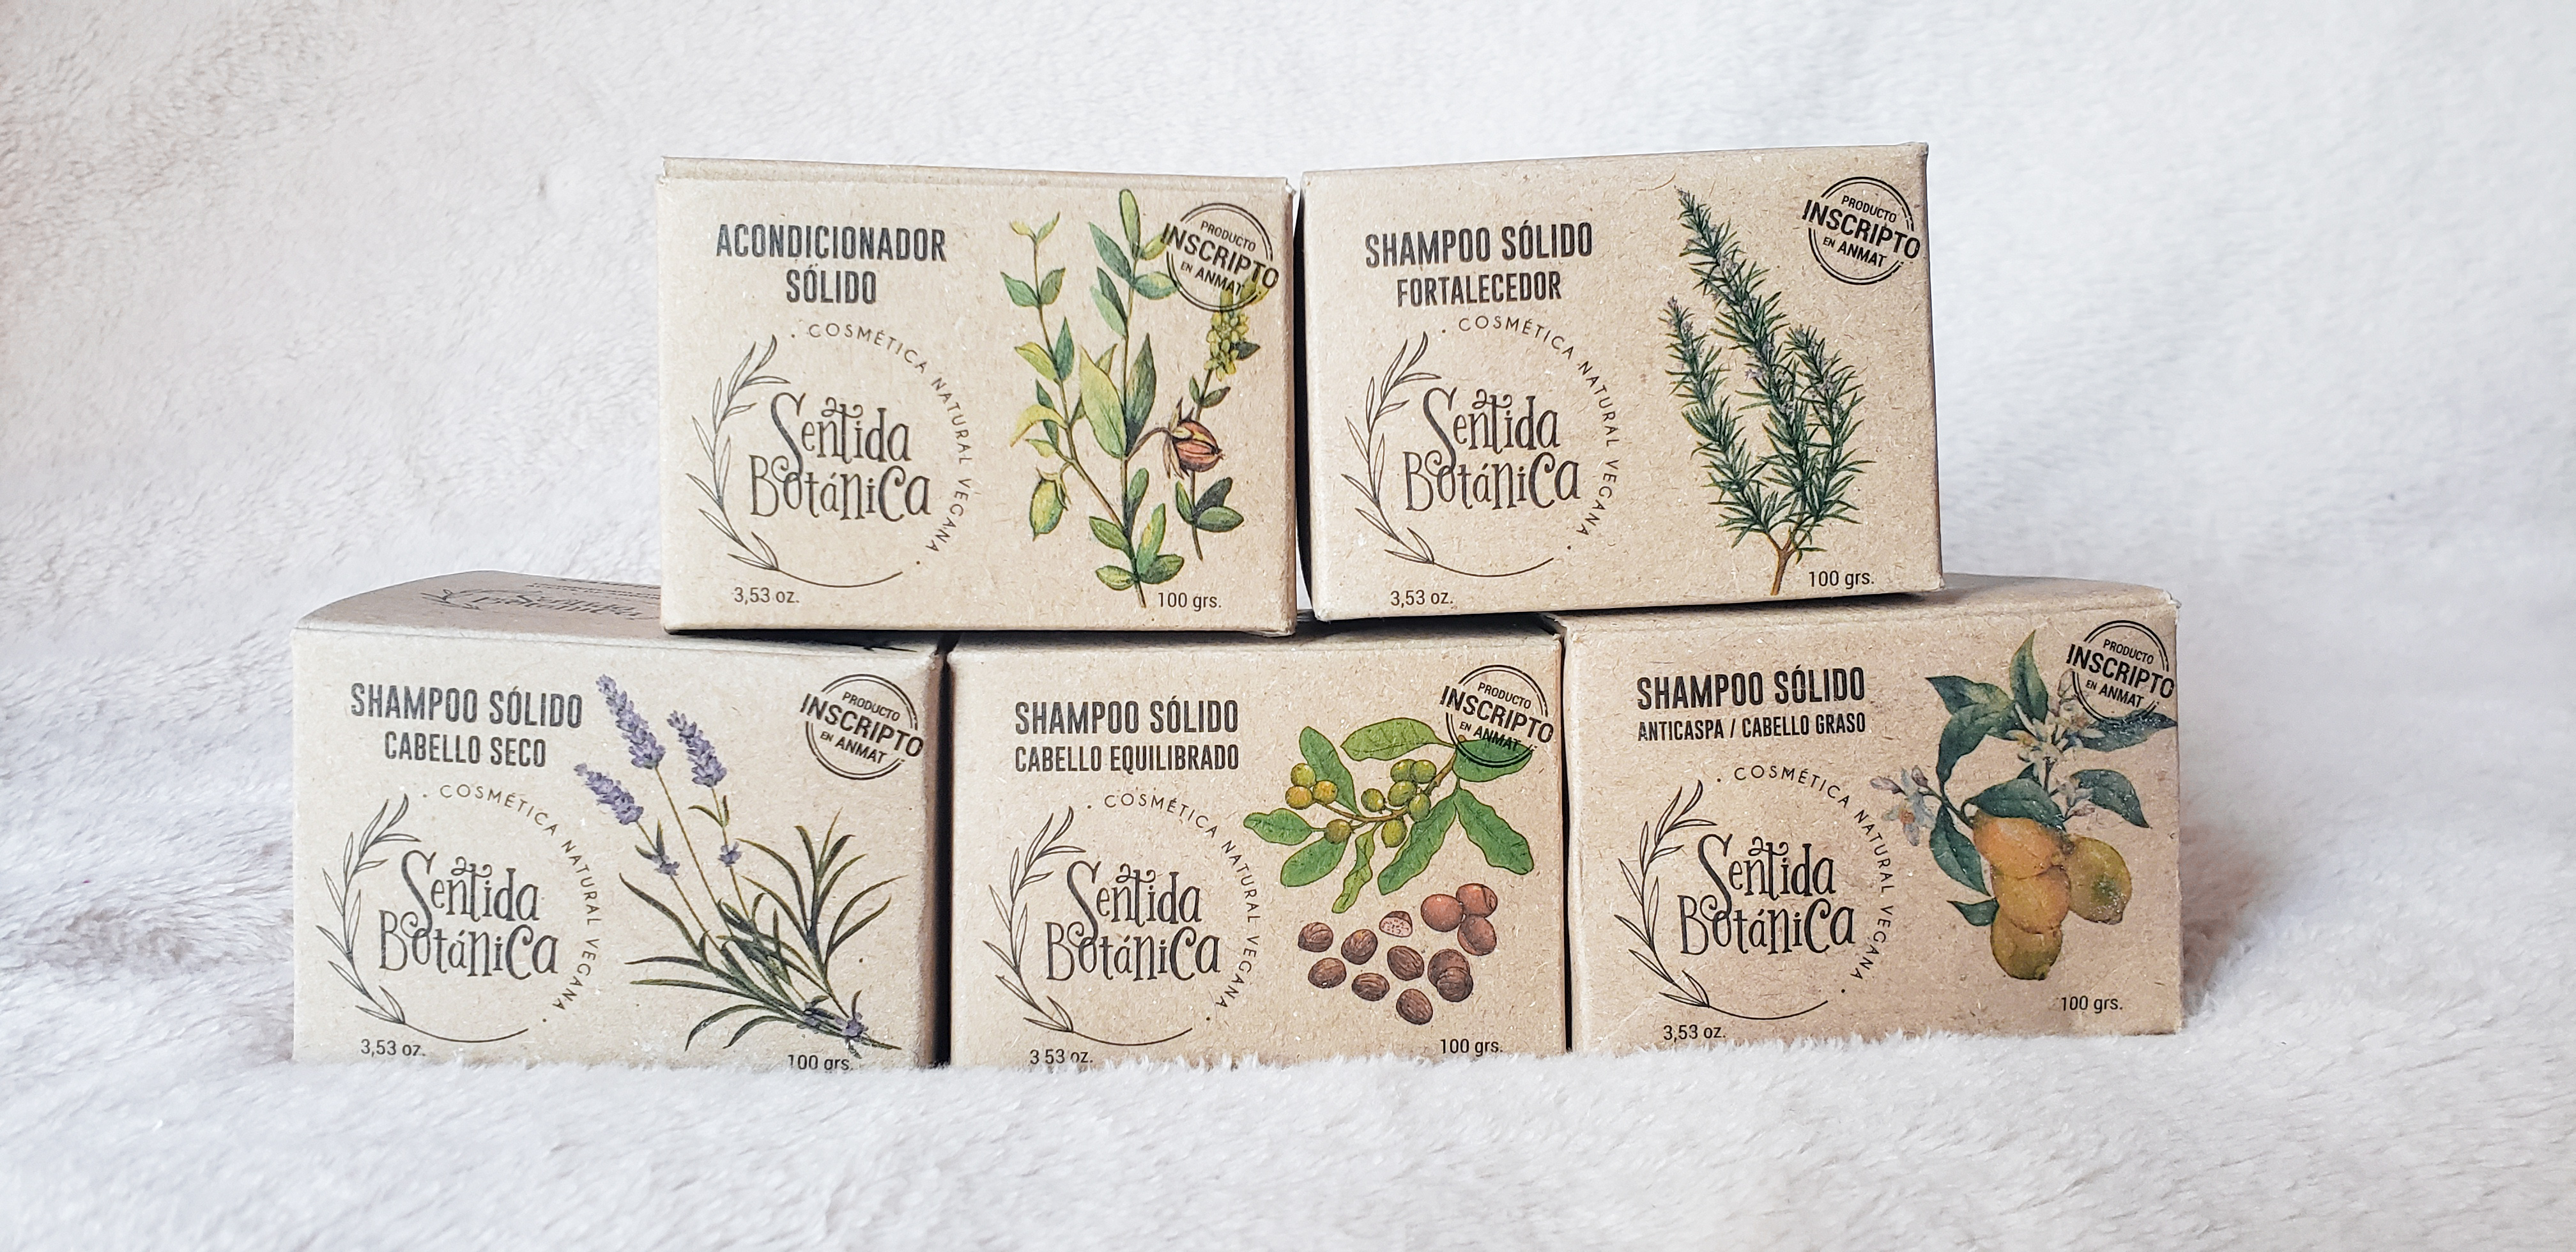 ACONDICIONADOR
SÓLIDO
PRODUCTO
INSCRIPTO
EN ANMAT
· COSMÉTICA NATURAL VEGANA ·
Sentida
Botánica
3,53 oz.
100 grs.
SHAMPOO SÓLIDO
FORTALECEDOR
PRODUCTO
INSCRIPTO
EN ANMAT
· COSMÉTICA NATURAL VEGANA ·
Sentida
Botánica
3,53 oz.
100 grs.
SHAMPOO SÓLIDO
CABELLO SECO
PRODUCTO
INSCRIPTO
EN ANMAT
· COSMÉTICA NATURAL VEGANA ·
Sentida
Botánica
3,53 oz.
100 grs.
SHAMPOO SÓLIDO
CABELLO EQUILIBRADO
PRODUCTO
INSCRIPTO
EN ANMAT
· COSMÉTICA NATURAL VEGANA ·
Sentida
Botánica
3,53 oz.
100 grs.
SHAMPOO SÓLIDO
ANTICASPA / CABELLO GRASO
PRODUCTO
INSCRIPTO
EN ANMAT
· COSMÉTICA NATURAL VEGANA ·
Sentida
Botánica
3,53 oz.
100 grs.